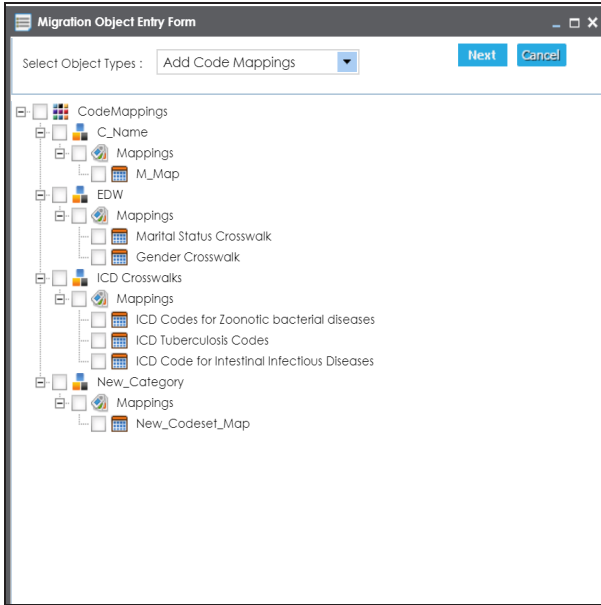 Migration Object Entry Form
Select Object Types : Add Code Mappings Next Cancel
CodeMappings
C_Name
Mappings
M_Map
EDW
Mappings
Marital Status Crosswalk
Gender Crosswalk
ICD Crosswalks
Mappings
ICD Codes for Zoonotic bacterial diseases
ICD Tuberculosis Codes
ICD Code for Intestinal Infectious Diseases
New_Category
Mappings
New_Codeset_Map